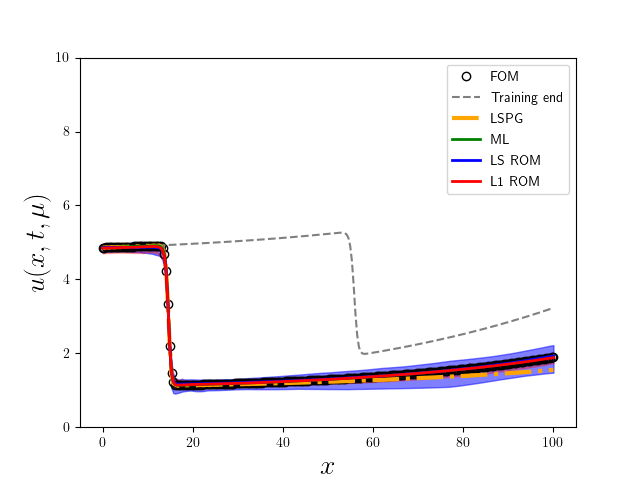 10
8
6
4
2
0
u(x, t, μ)
0
20
40
60
80
100
x
FOM
Training end
LSPG
ML
LS ROM
L1 ROM